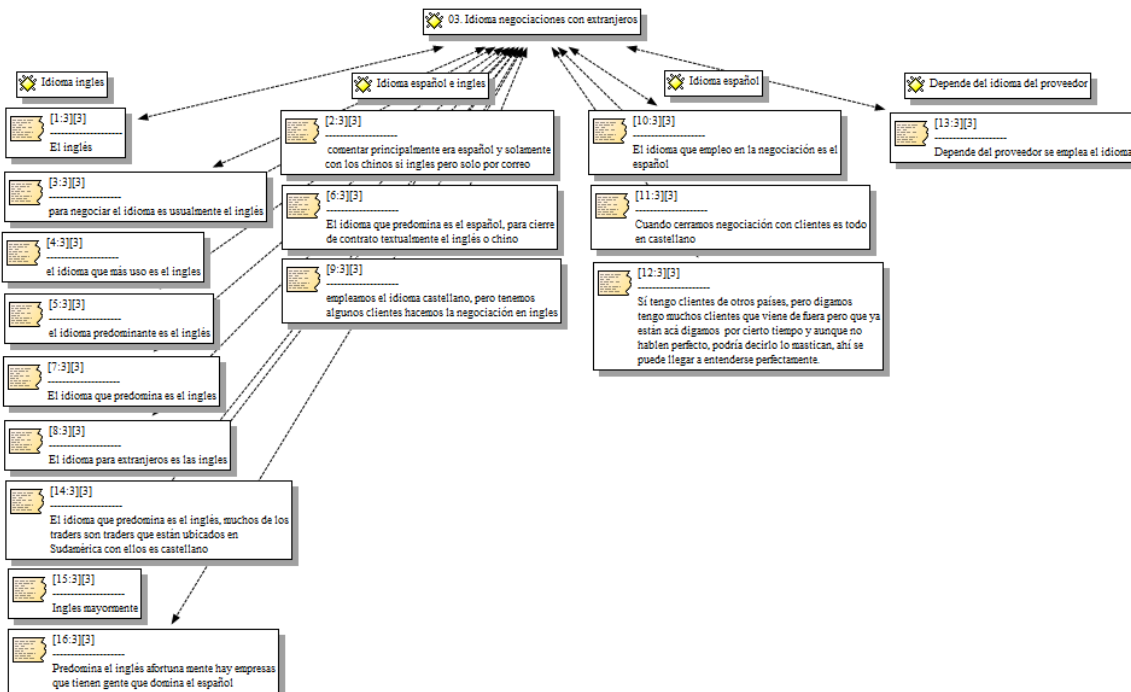 03. Idioma negociaciones con extranjeros
Idioma ingles
[1:3][3]
--------------------
El inglés
[3:3][3]
--------------------
para negociar el idioma es usualmente el inglés
[4:3][3]
--------------------
el idioma que más uso es el ingles
[5:3][3]
--------------------
el idioma predominante es el inglés
[7:3][3]
--------------------
El idioma que predomina es el ingles
[8:3][3]
--------------------
El idioma para extranjeros es las ingles
[14:3][3]
--------------------
El idioma que predomina es el inglés, muchos de los
traders son traders que están ubicados en
Sudamérica con ellos es castellano
[15:3][3]
--------------------
Ingles mayormente
[16:3][3]
--------------------
Predomina el inglés afortuna mente hay empresas
que tienen gente que domina el español
Idioma español e ingles
[2:3][3]
--------------------
comentar principalmente era español y solamente
con los chinos si ingles pero solo por correo
[6:3][3]
--------------------
El idioma que predomina es el español, para cierre
de contrato textualmente el inglés o chino
[9:3][3]
--------------------
empleamos el idioma castellano, pero tenemos
algunos clientes hacemos la negociación en ingles
Idioma español
[10:3][3]
--------------------
El idioma que empleo en la negociación es el
español
[11:3][3]
--------------------
Cuando cerramos negociación con clientes es todo
en castellano
[12:3][3]
--------------------
Sí tengo clientes de otros países, pero digamos
tengo muchos clientes que viene de fuera pero que ya
están acá digamos por cierto tiempo y aunque no
hablen perfecto, podría decirlo lo mastican, ahí se
puede llegar a entenderse perfectamente.
Depende del idioma del proveedor
[13:3][3]
--------------------
Depende del proveedor se emplea el idioma